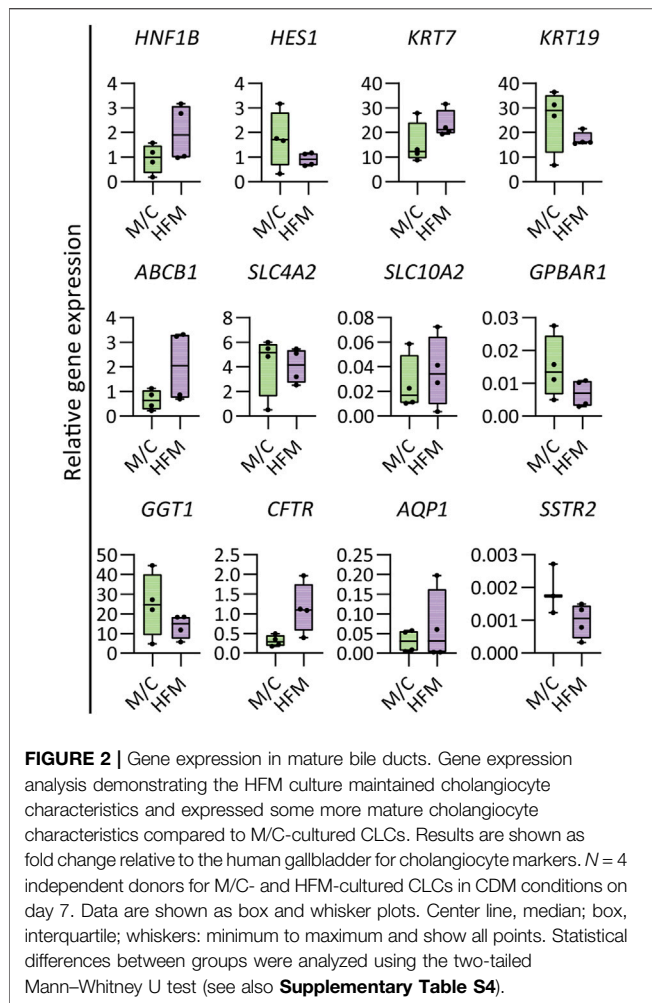 HNF1B HES1 KRT7 KRT19
4 4 40 40
3 3 30 30
2 2 20 20
1 1 10 10
0 0 0 0
M/C HFM M/C HFM M/C HFM M/C HFM
Relative gene expression
ABCB1 SLC4A2 SLC10A2 GPBAR1
4 8 0.08 0.03
3 6 0.06 0.02
2 4 0.04 0.01
1 2 0.02 0.00
0 0 0.00
M/C HFM M/C HFM M/C HFM M/C HFM
GGT1 CFTR AQP1 SSTR2
50 2.5 0.25 0.003
40 2.0 0.20 0.002
30 1.5 0.15 0.001
20 1.0 0.10 0.000
10 0.5 0.05
0 0.0 0.00
M/C HFM M/C HFM M/C HFM M/C HFM
FIGURE 2 | Gene expression in mature bile ducts. Gene expression
analysis demonstrating the HFM culture maintained cholangiocyte
characteristics and expressed some more mature cholangiocyte
characteristics compared to M/C-cultured CLCs. Results are shown as
fold change relative to the human gallbladder for cholangiocyte markers. N = 4
independent donors for M/C- and HFM-cultured CLCs in CDM conditions on
day 7. Data are shown as box and whisker plots. Center line, median; box,
interquartile; whiskers: minimum to maximum and show all points. Statistical
differences between groups were analyzed using the two-tailed
Mann–Whitney U test (see also Supplementary Table S4).